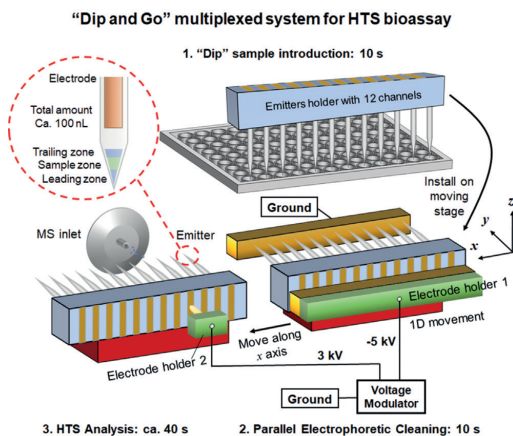 “Dip and Go” multiplexed system for HTS bioassay
1. “Dip” sample introduction: 10 s
Electrode
Total amount
Ca. 100 nL
Trailing zone
Sample zone
Leading zone
Emitters holder with 12 channels
Install on
moving
stage
z
y
x
Ground
MS inlet
Emitter
Electrode holder 1
1D movement
Move along
x axis
Electrode holder 2
-5 kV
3 kV
Ground
Voltage
Modulator
3. HTS Analysis: ca. 40 s
2. Parallel Electrophoretic Cleaning: 10 s